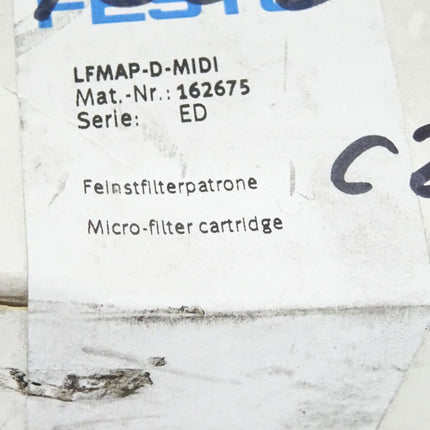 FESTO
LFMAP-D-MIDI
Mat.-Nr.: 162675
Serie: ED
Feinstfilterpatrone
Micro-filter cartridge